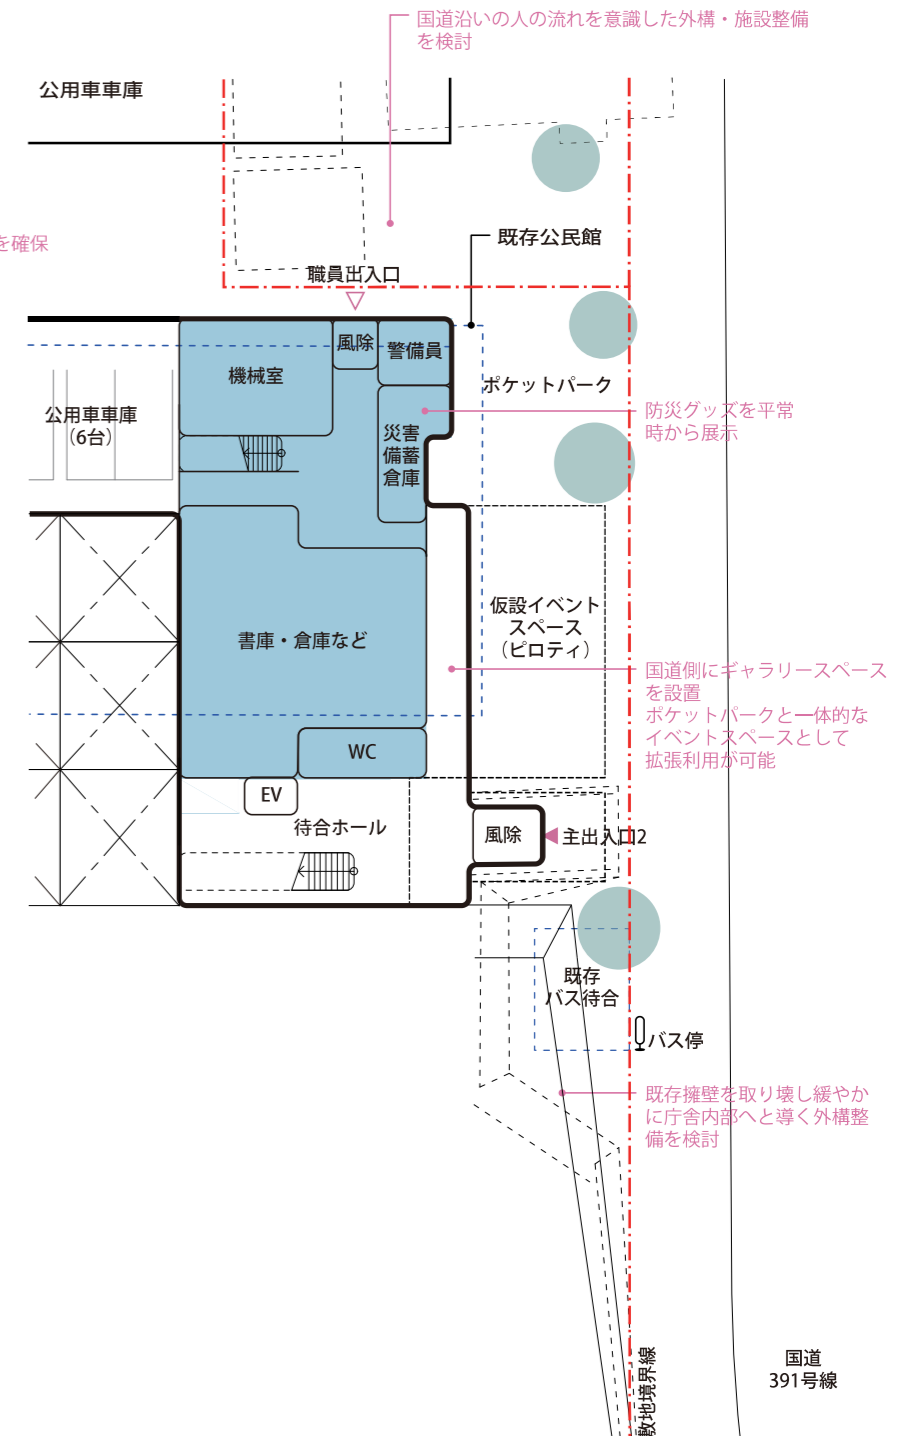 国道沿いの人の流れを意識した外構・施設整備
を検討
公用車車庫
既存公民館
を確保
職員出入口
風除
警備員
機械室
ポケットパーク
公用車車庫
(6台)
災害
備蓄
倉庫
防災グッズを平常
時から展示
仮設イベント
スペース
(ピロティ)
書庫・倉庫など
国道側にギャラリースペース
を設置
ポケットパークと一体的な
イベントスペースとして
拡張利用が可能
WC
EV
待合ホール
風除
主出入口2
既存
バス待合
バス停
既存擁壁を取り壊し緩やか
に庁舎内部へと導く外構整
備を検討
敷地境界線
国道
391号線